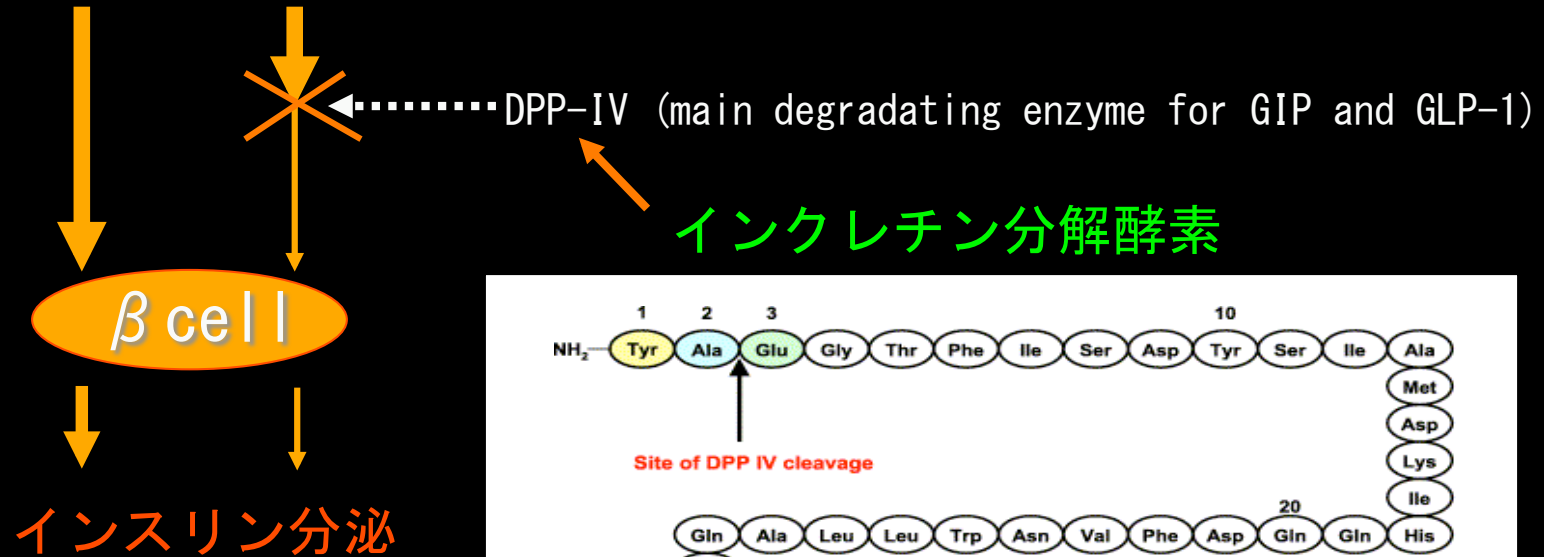 DPP-IV (main degradating enzyme for GIP and GLP-1)
インクレチン分解酵素
βcell
1 2 3 10
NH2 Tyr Ala Glu Gly Thr Phe Ile Ser Asp Tyr Ser Ile Ala
Met
Asp
Site of DPP IV cleavage
Lys
Ile
20
Gln Ala Leu Leu Trp Asn Val Phe Asp Gln Gln His
インスリン分泌